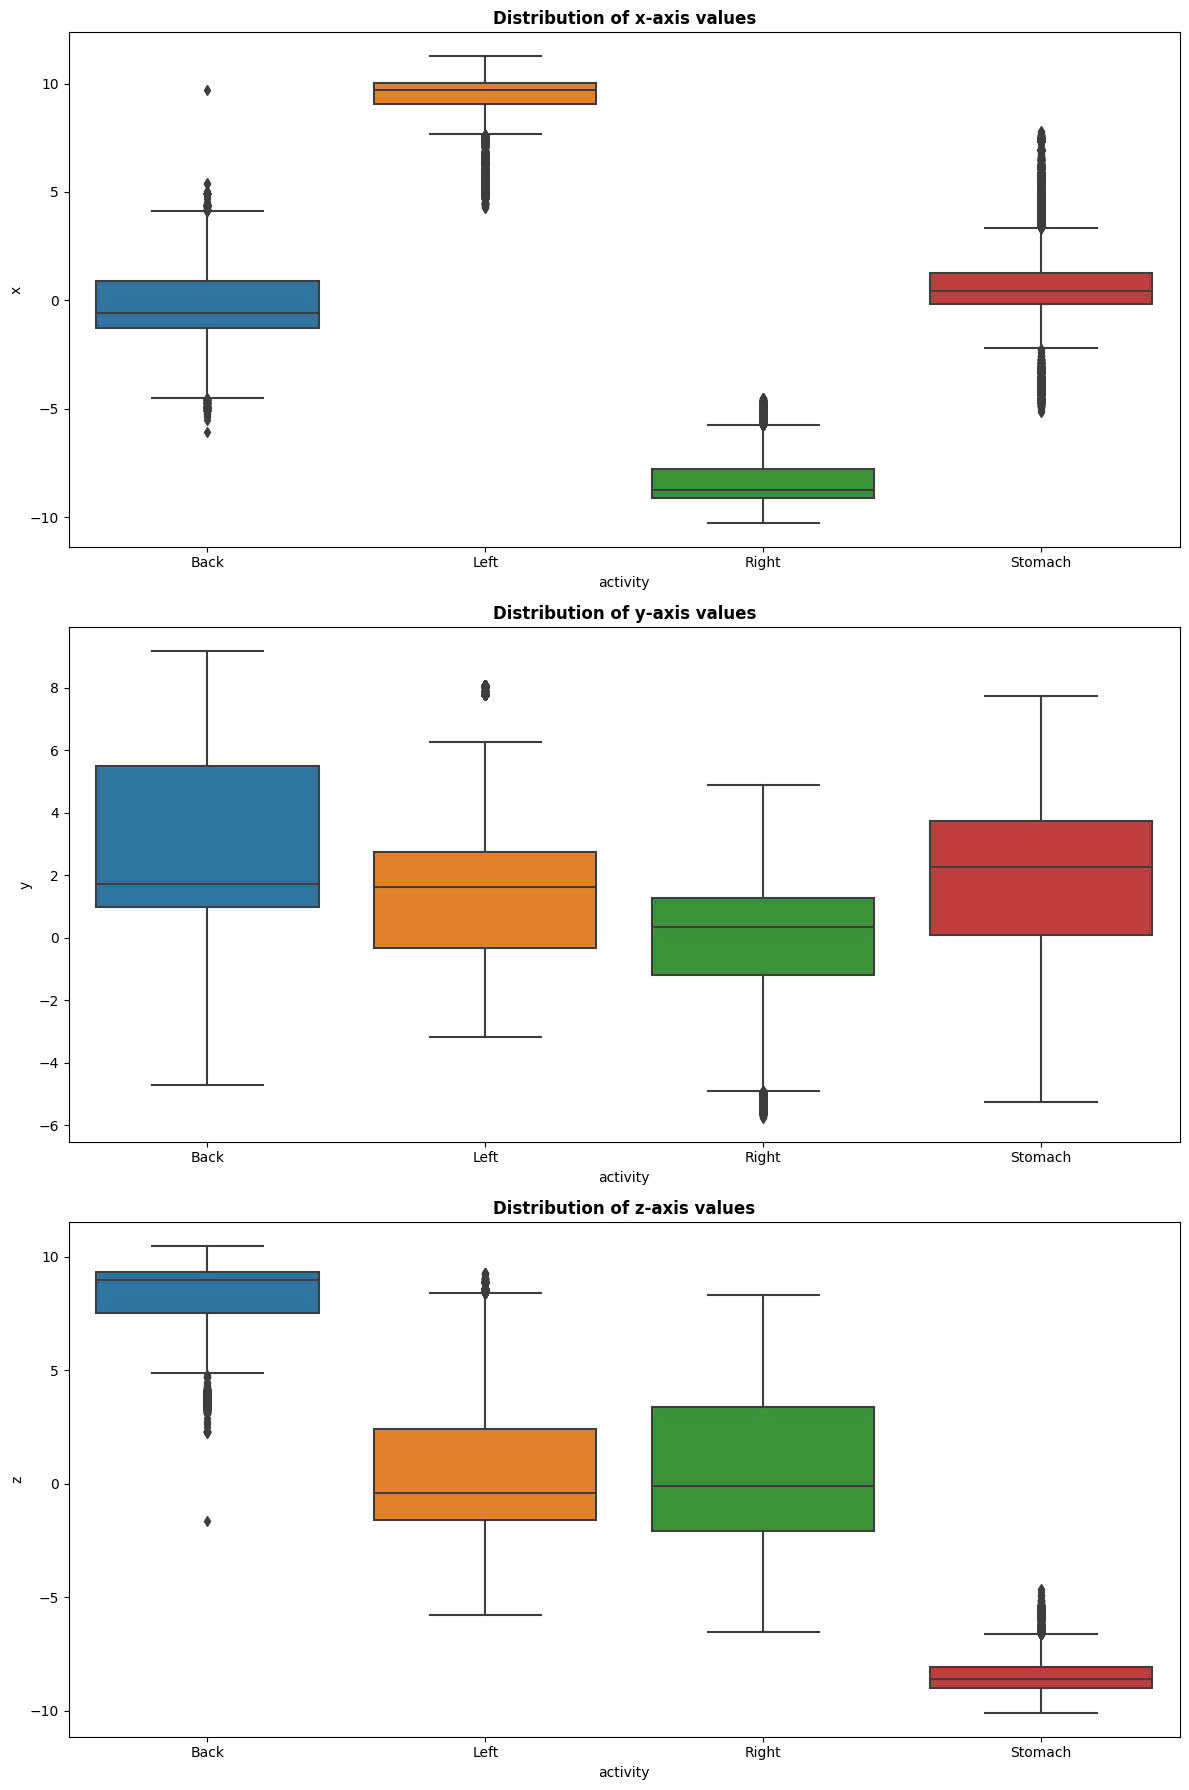 Distribution of x-axis values
10
5
0
−5
−10
x
Back Left Right Stomach
activity
Distribution of y-axis values
8
6
4
2
0
−2
−4
−6
y
Back Left Right Stomach
activity
Distribution of z-axis values
10
5
0
−5
−10
z
Back Left Right Stomach
activity